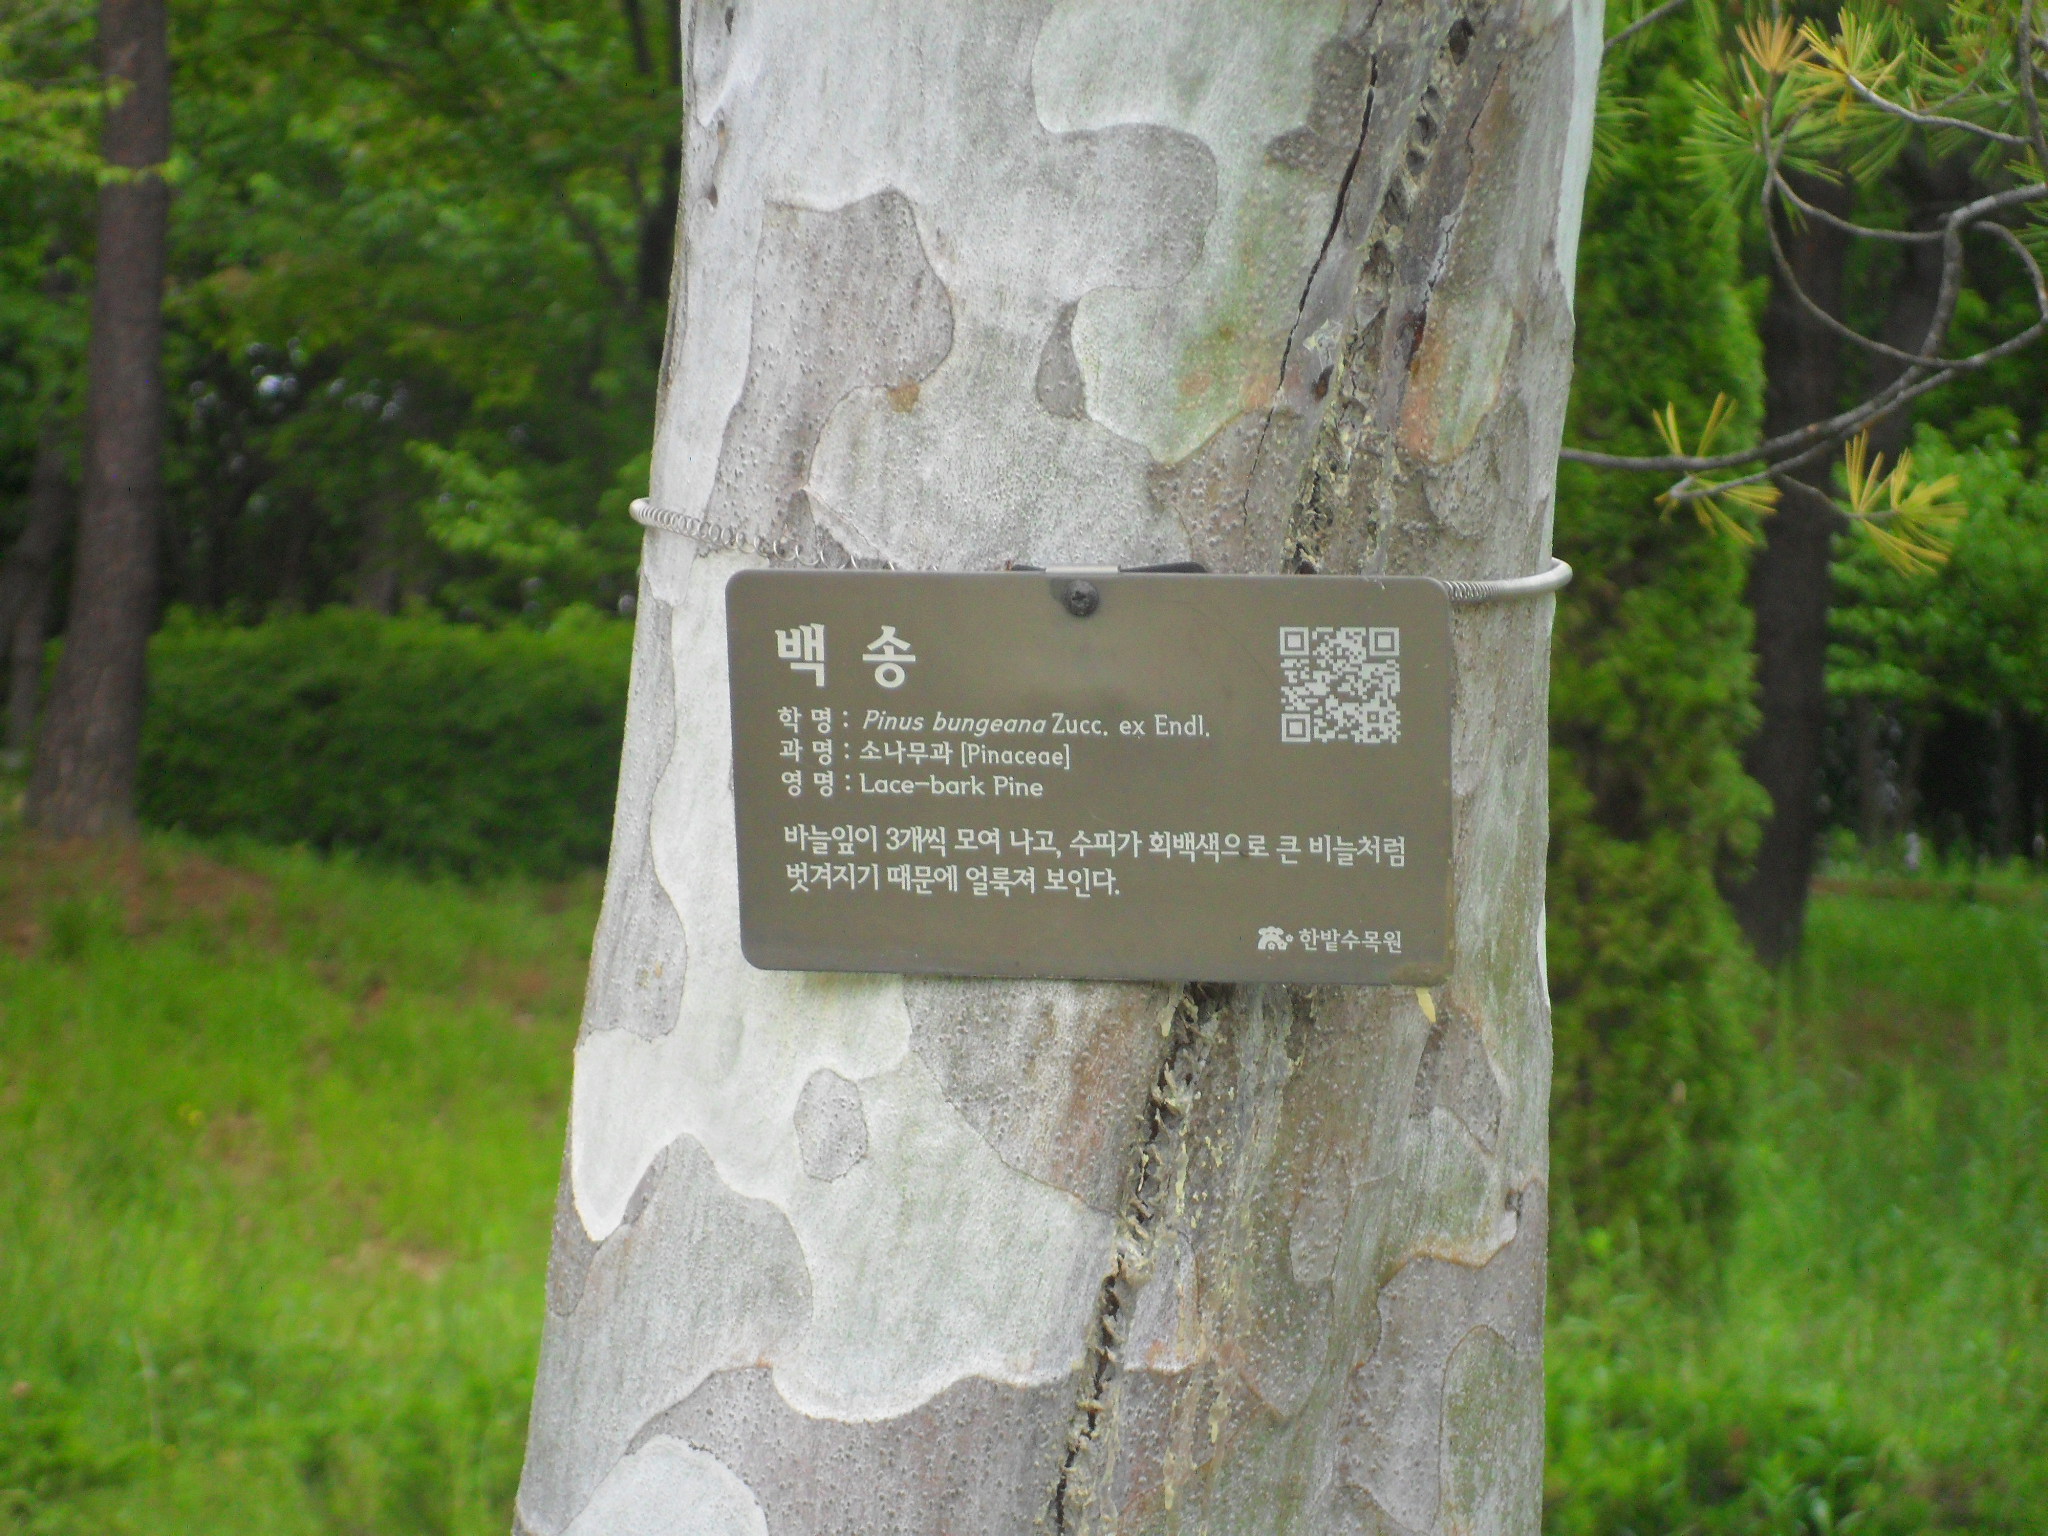 백 송
학 명 : Pinus bungeana Zucc. ex Endl.
과 명 : 소나무과 [Pinaceae]
영 명 : Lace-bark Pine
바늘잎이 3개씩 모여 나고, 수피가 회백색으로 큰 비늘처럼
벗겨지기 때문에 얼룩져 보인다.
한밭수목원